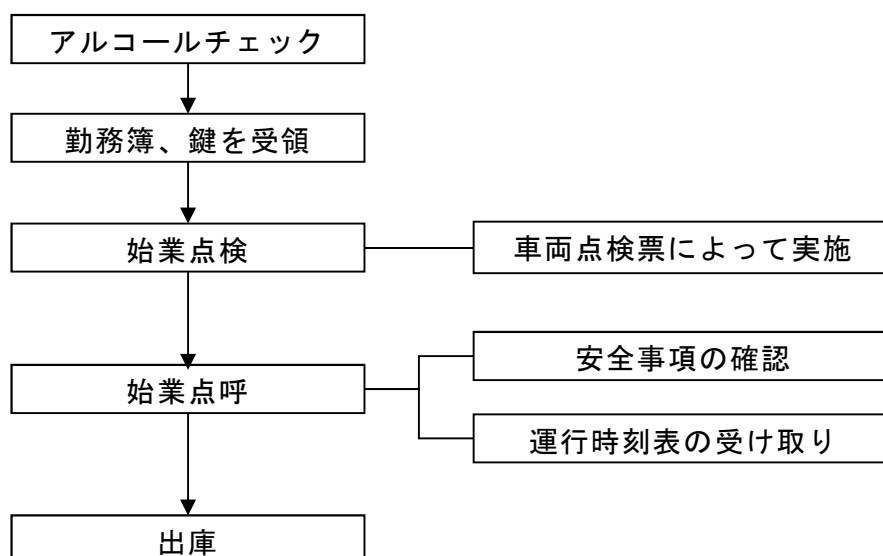 アルコールチェック
勤務簿、鍵を受領
始業点検
車両点検票によって実施
始業点呼
安全事項の確認
運行時刻表の受け取り
出庫